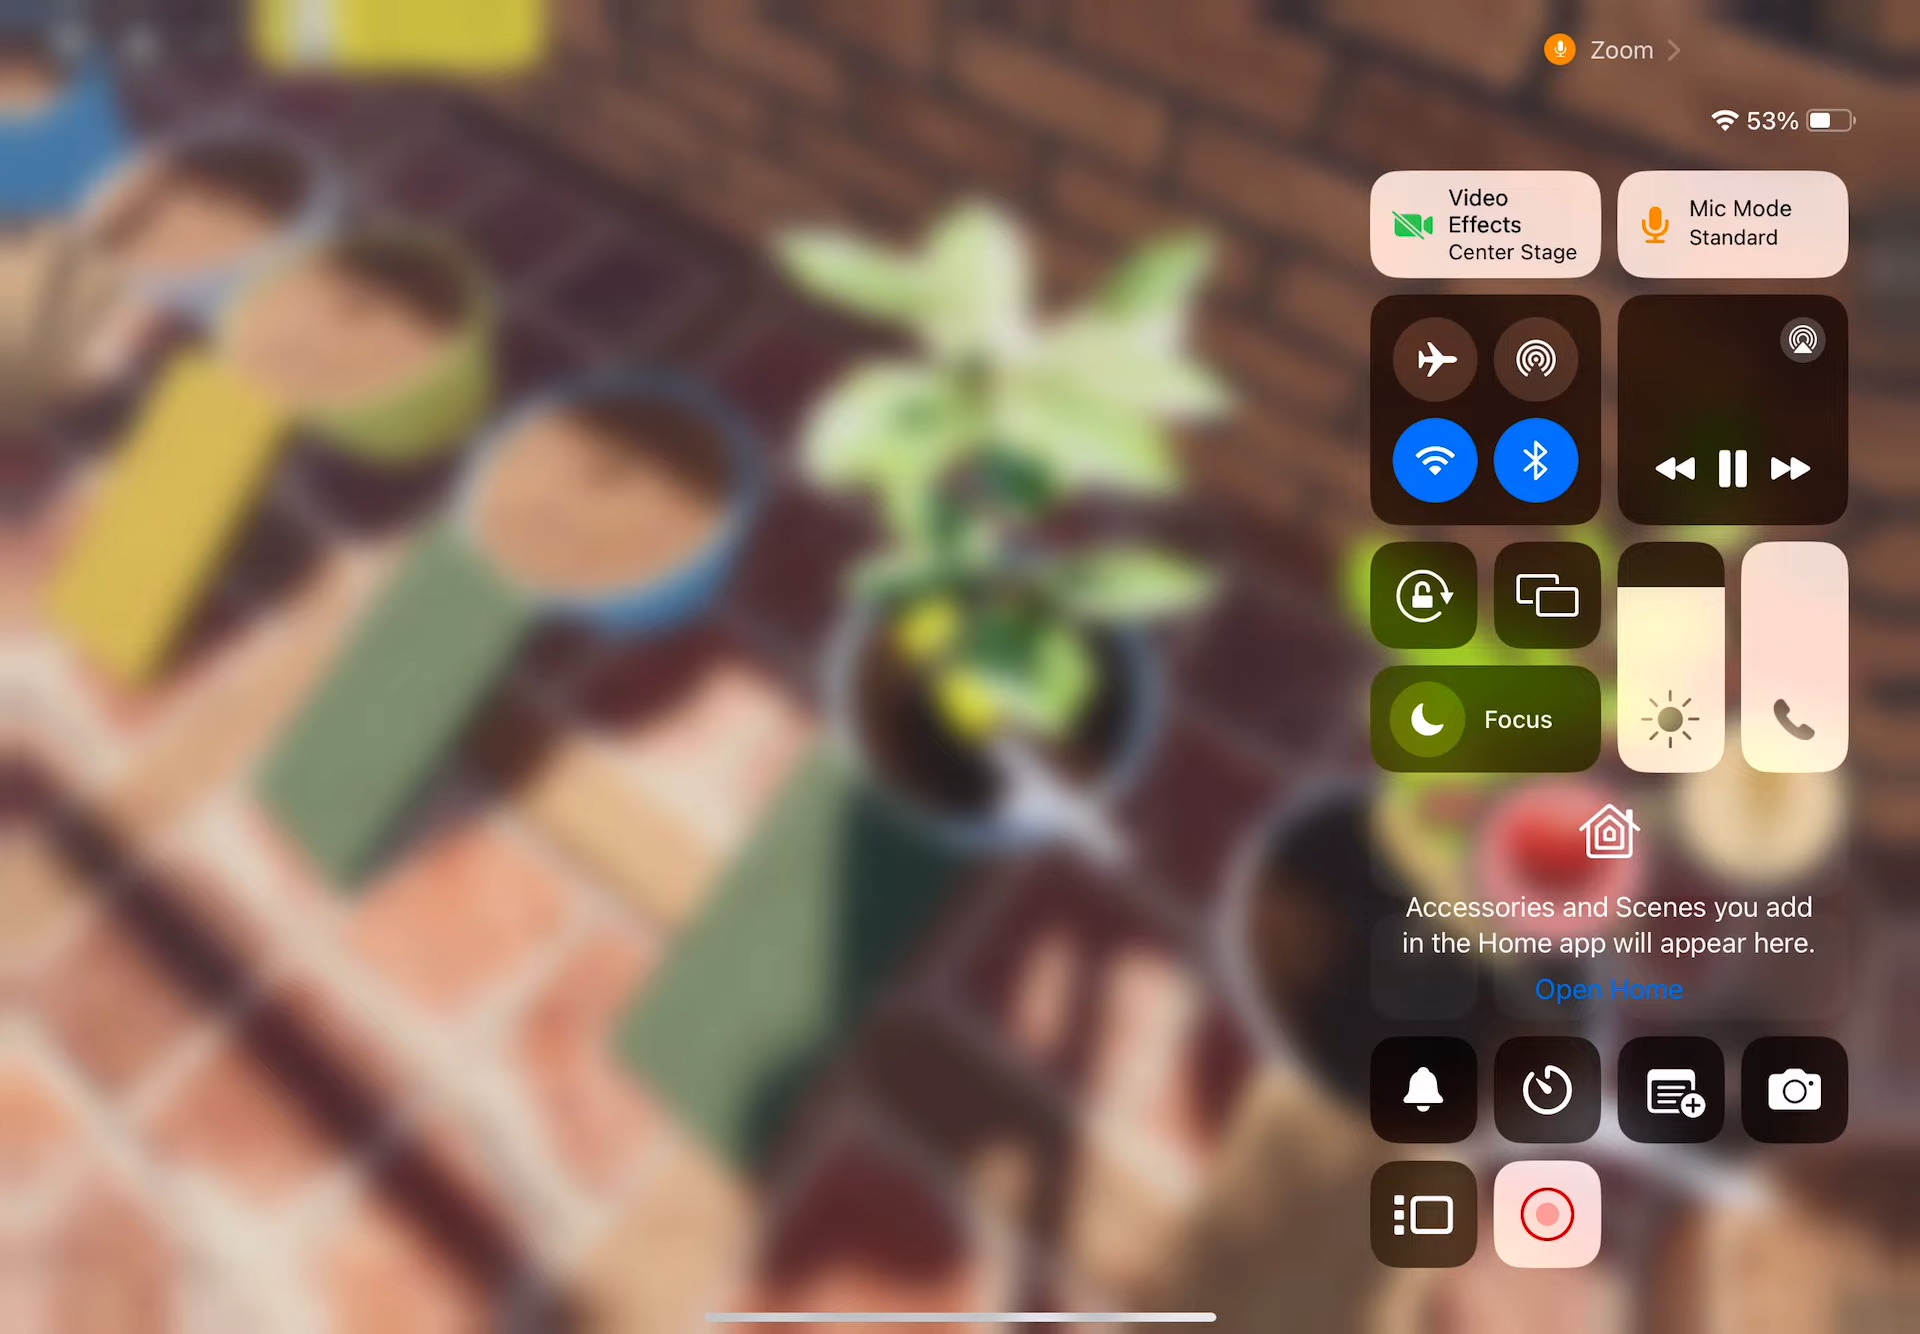 Zoom
53%
Video
Effects
Center Stage
Mic Mode
Standard
Focus
Accessories and Scenes you add
in the Home app will appear here.
Open Home